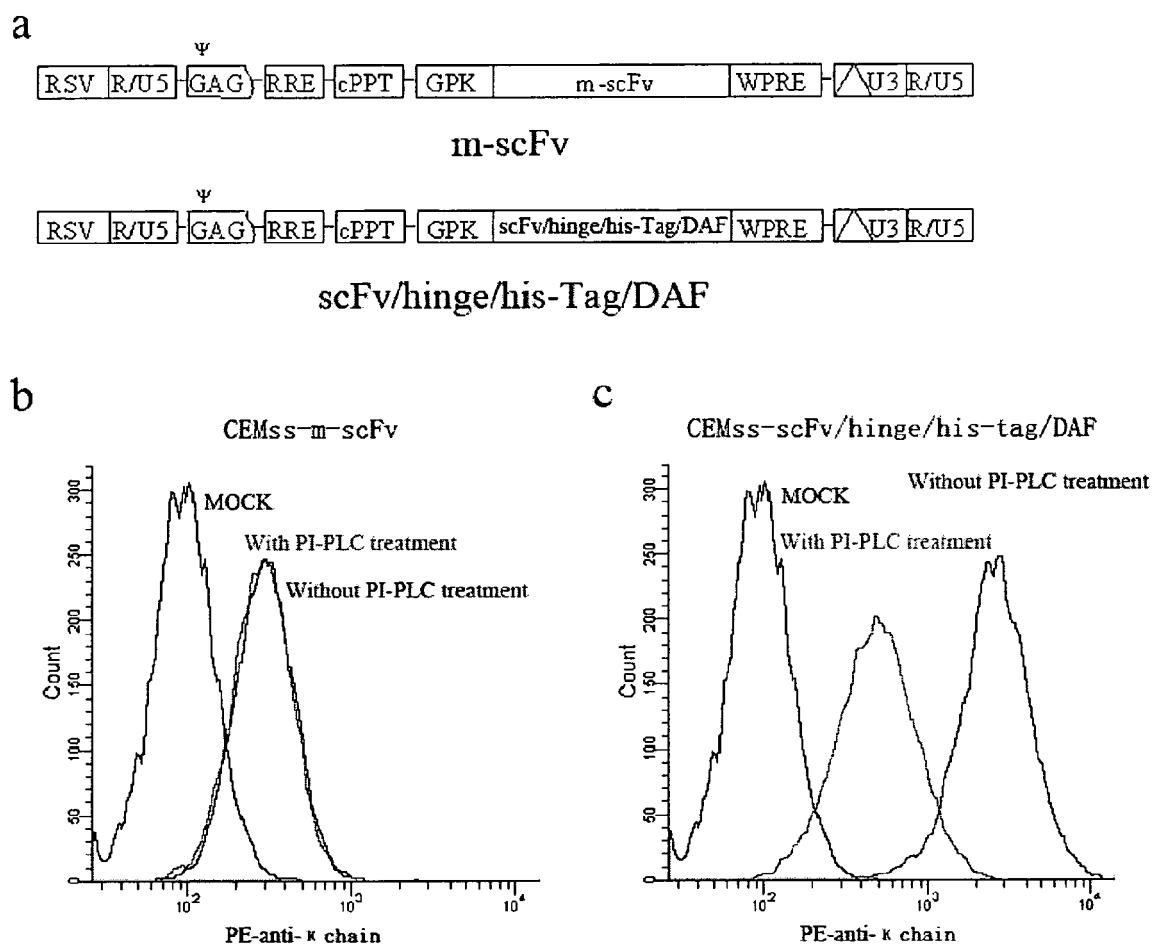 a
Ψ
RSV R/U5 GAG RRE cPPT GPK m-scFv WPRE U3 R/U5
m-scFv
Ψ
RSV R/U5 GAG RRE cPPT GPK scFv/hinge/his-Tag/DAF WPRE U3 R/U5
scFv/hinge/his-Tag/DAF
b
CEMss-m-scFv
MOCK
With PI-PLC treatment
Without PI-PLC treatment
Count
0 50 100 150 200 250 300
10² 10³ 10⁴
PE-anti-κ chain
c
CEMss-scFv/hinge/his-tag/DAF
Without PI-PLC treatment
MOCK
With PI-PLC treatment
Count
0 50 100 150 200 250 300
10² 10³ 10⁴
PE-anti-κ chain